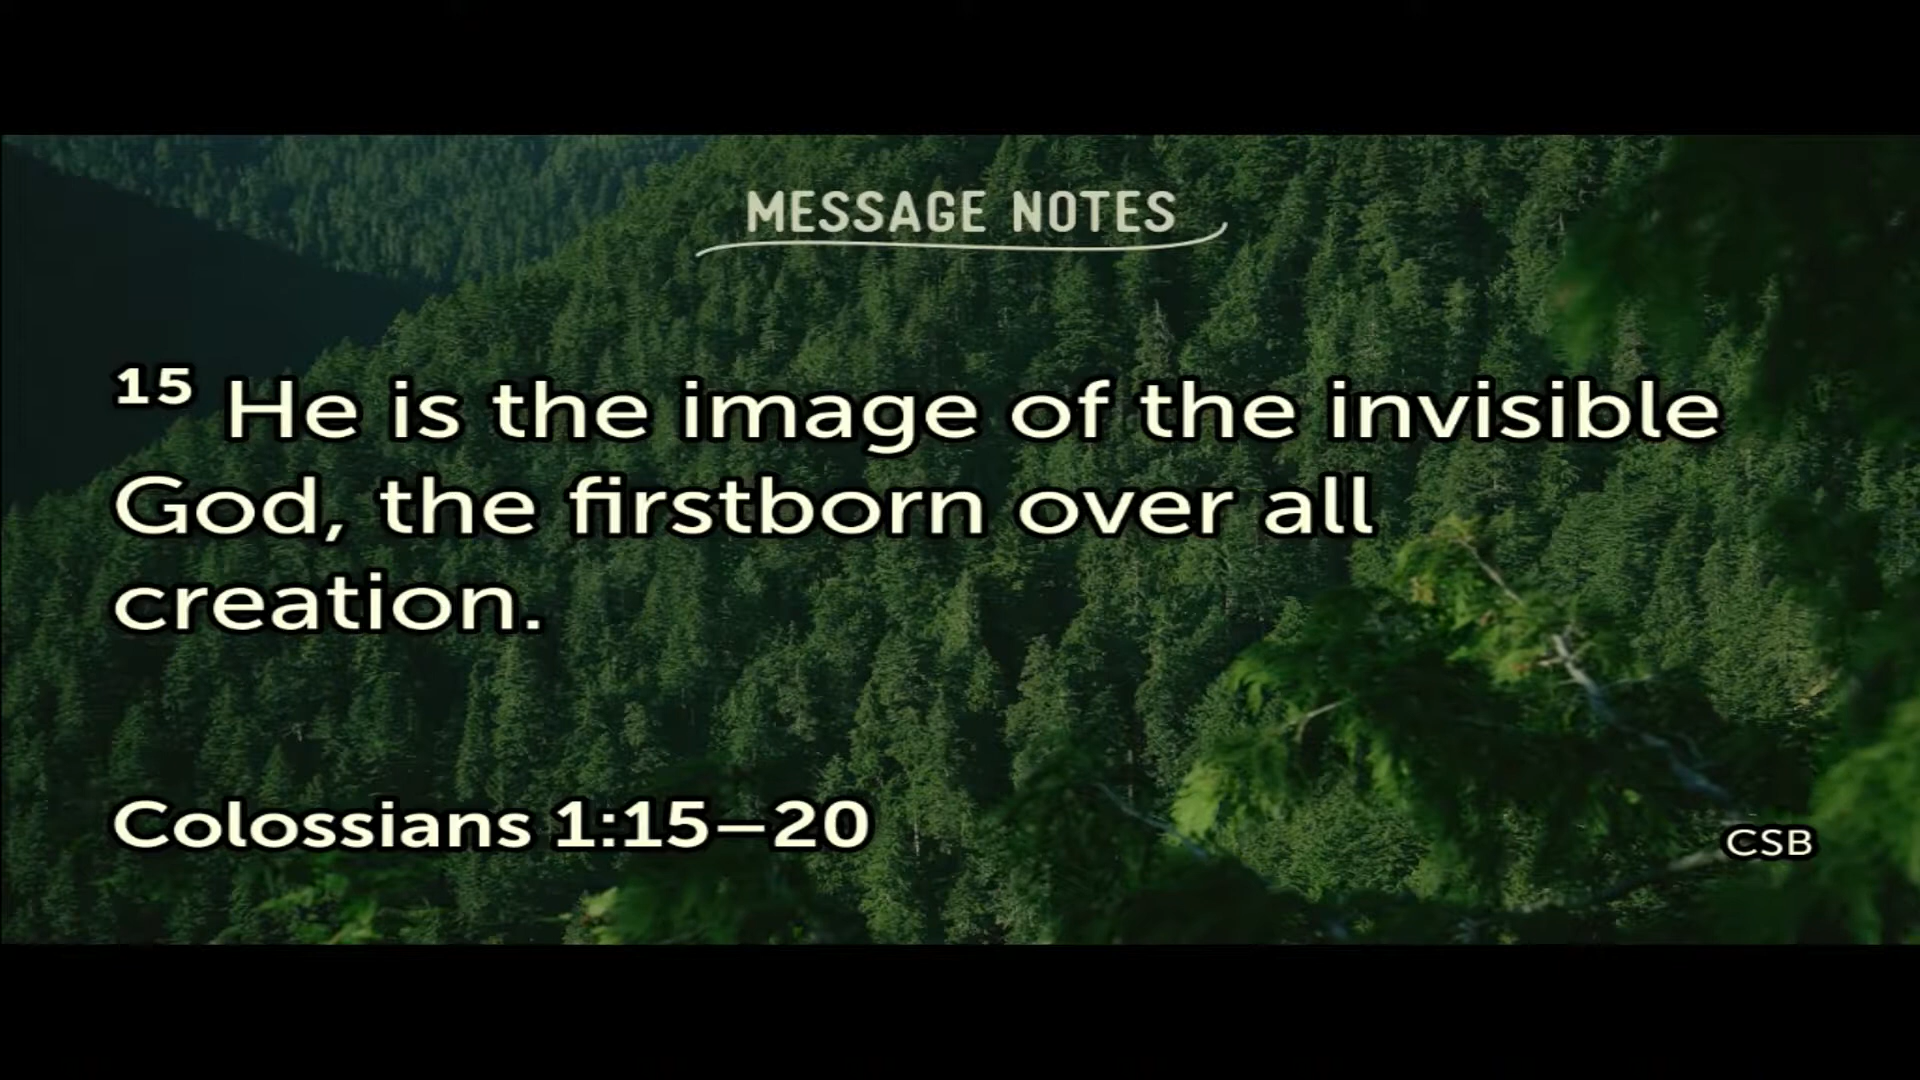 MESSAGE NOTES
15 He is the image of the invisible
God, the firstborn over all
creation.
Colossians 1:15–20
CSB